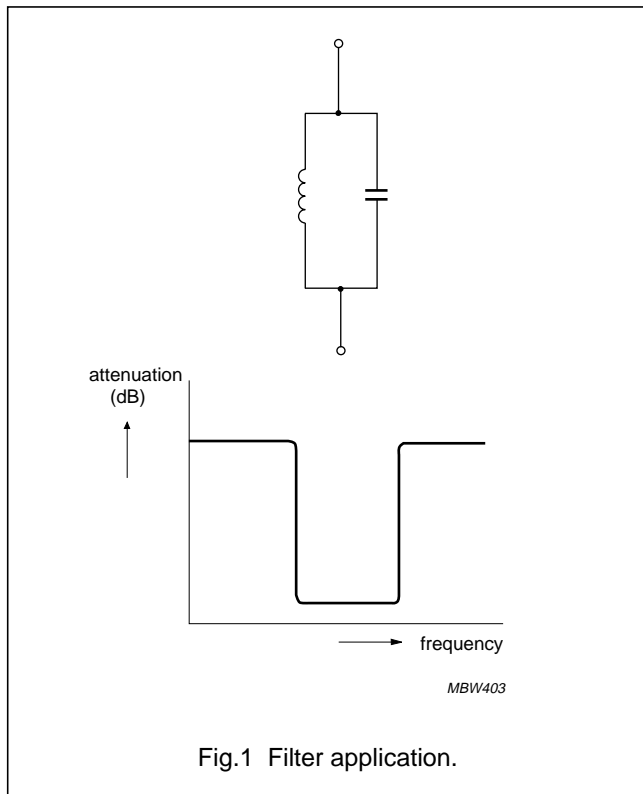 attenuation
(dB)
frequency
MBW403
Fig.1 Filter application.